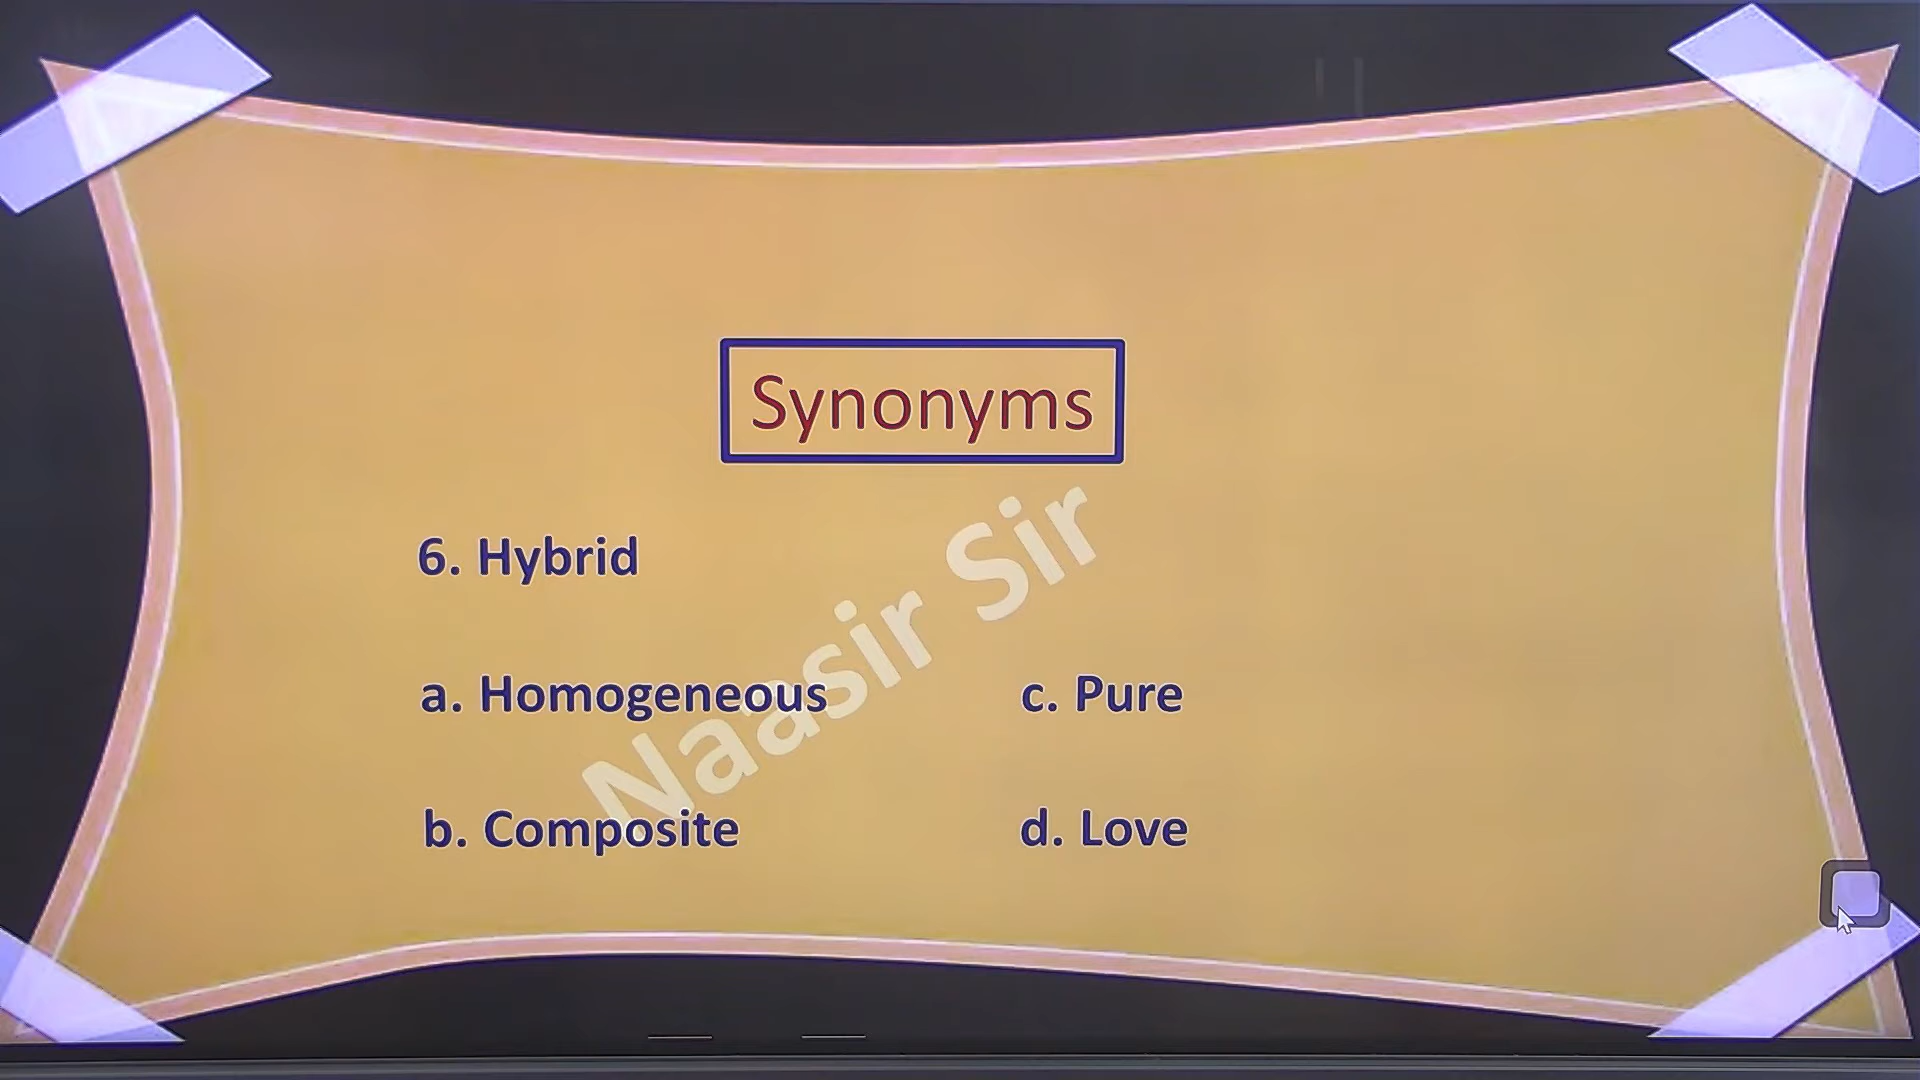 Synonyms
6. Hybrid
a. Homogeneous
c. Pure
b. Composite
d. Love
Naasir Sir